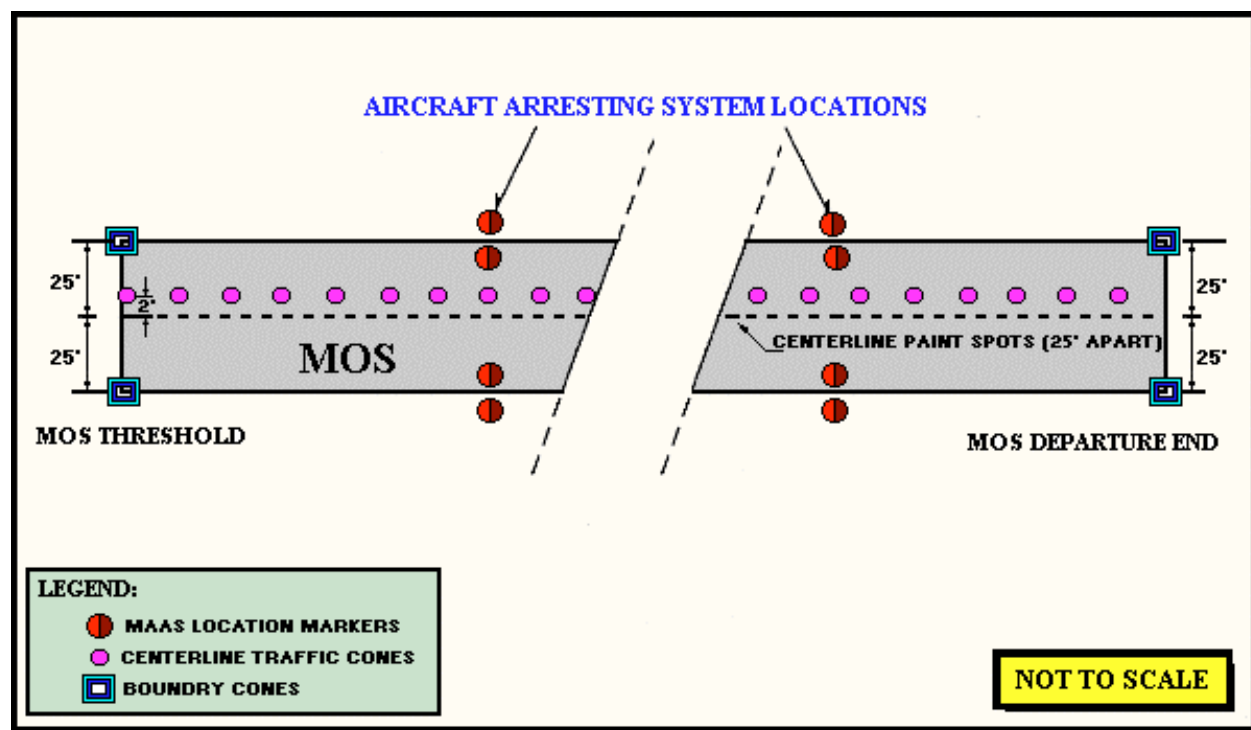 AIRCRAFT ARRESTING SYSTEM LOCATIONS
25'
2'
25'
25'
25'
CENTERLINE PAINT SPOTS (25' APART)
MOS
MOS THRESHOLD
MOS DEPARTURE END
LEGEND:
MAAS LOCATION MARKERS
CENTERLINE TRAFFIC CONES
BOUNDRY CONES
NOT TO SCALE